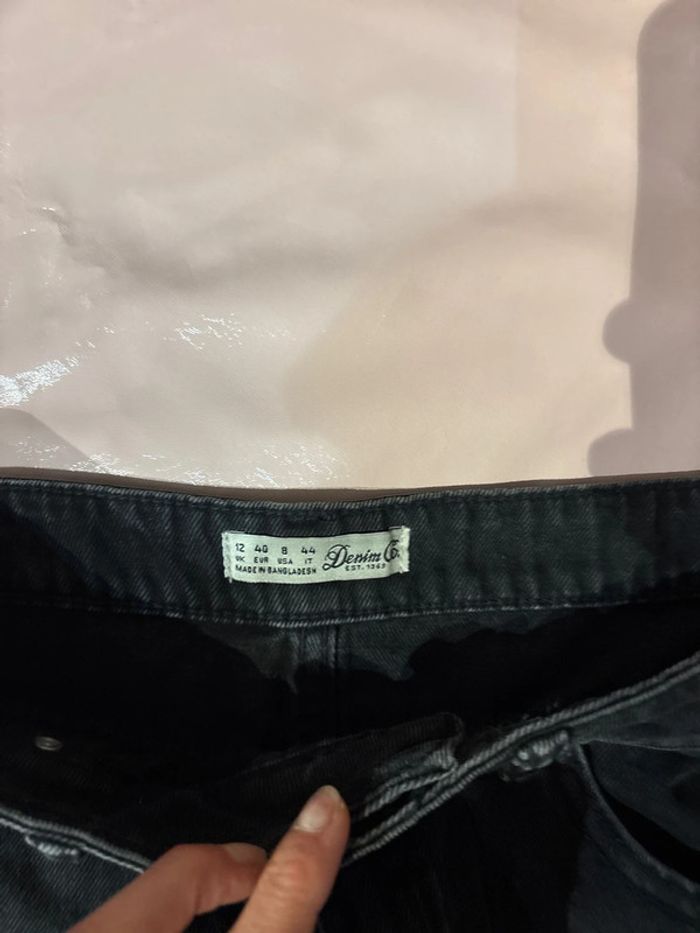 12 40 8 44
UK EUR USA IT
MADE IN BANGLADESH
Denim Co.
EST. 1969